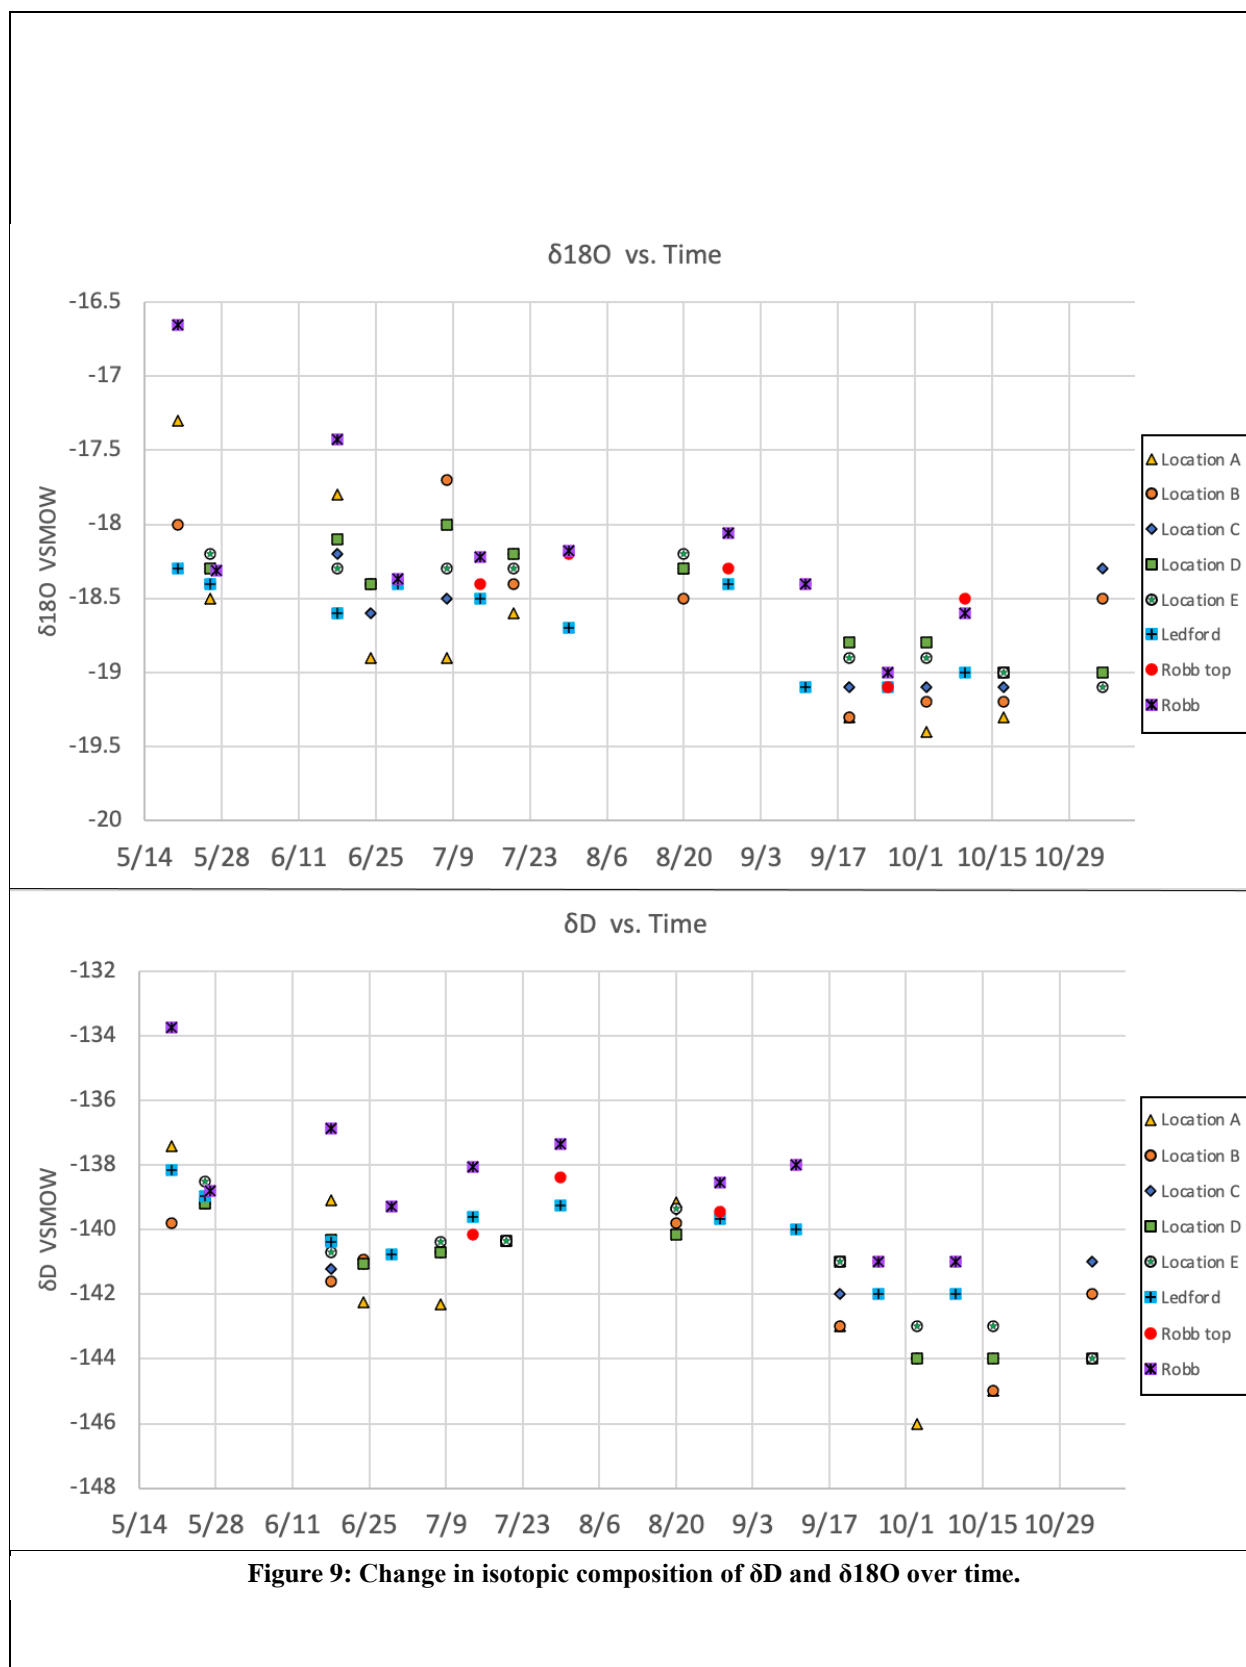 δ18O vs. Time
-16.5
-17
-17.5
-18
-18.5
-19
-19.5
-20
δ18O VSMOW
5/14 5/28 6/11 6/25 7/9 7/23 8/6 8/20 9/3 9/17 10/1 10/15 10/29
Location A
Location B
Location C
Location D
Location E
Ledford
Robb top
Robb
δD vs. Time
-132
-134
-136
-138
-140
-142
-144
-146
-148
δD VSMOW
5/14 5/28 6/11 6/25 7/9 7/23 8/6 8/20 9/3 9/17 10/1 10/15 10/29
Location A
Location B
Location C
Location D
Location E
Ledford
Robb top
Robb
Figure 9: Change in isotopic composition of δD and δ18O over time.